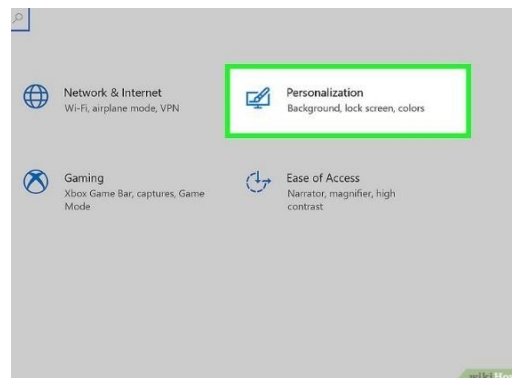 Network & Internet
Wi-Fi, airplane mode, VPN
Personalization
Background, lock screen, colors
Gaming
Xbox Game Bar, captures, Game
Mode
Ease of Access
Narrator, magnifier, high
contrast